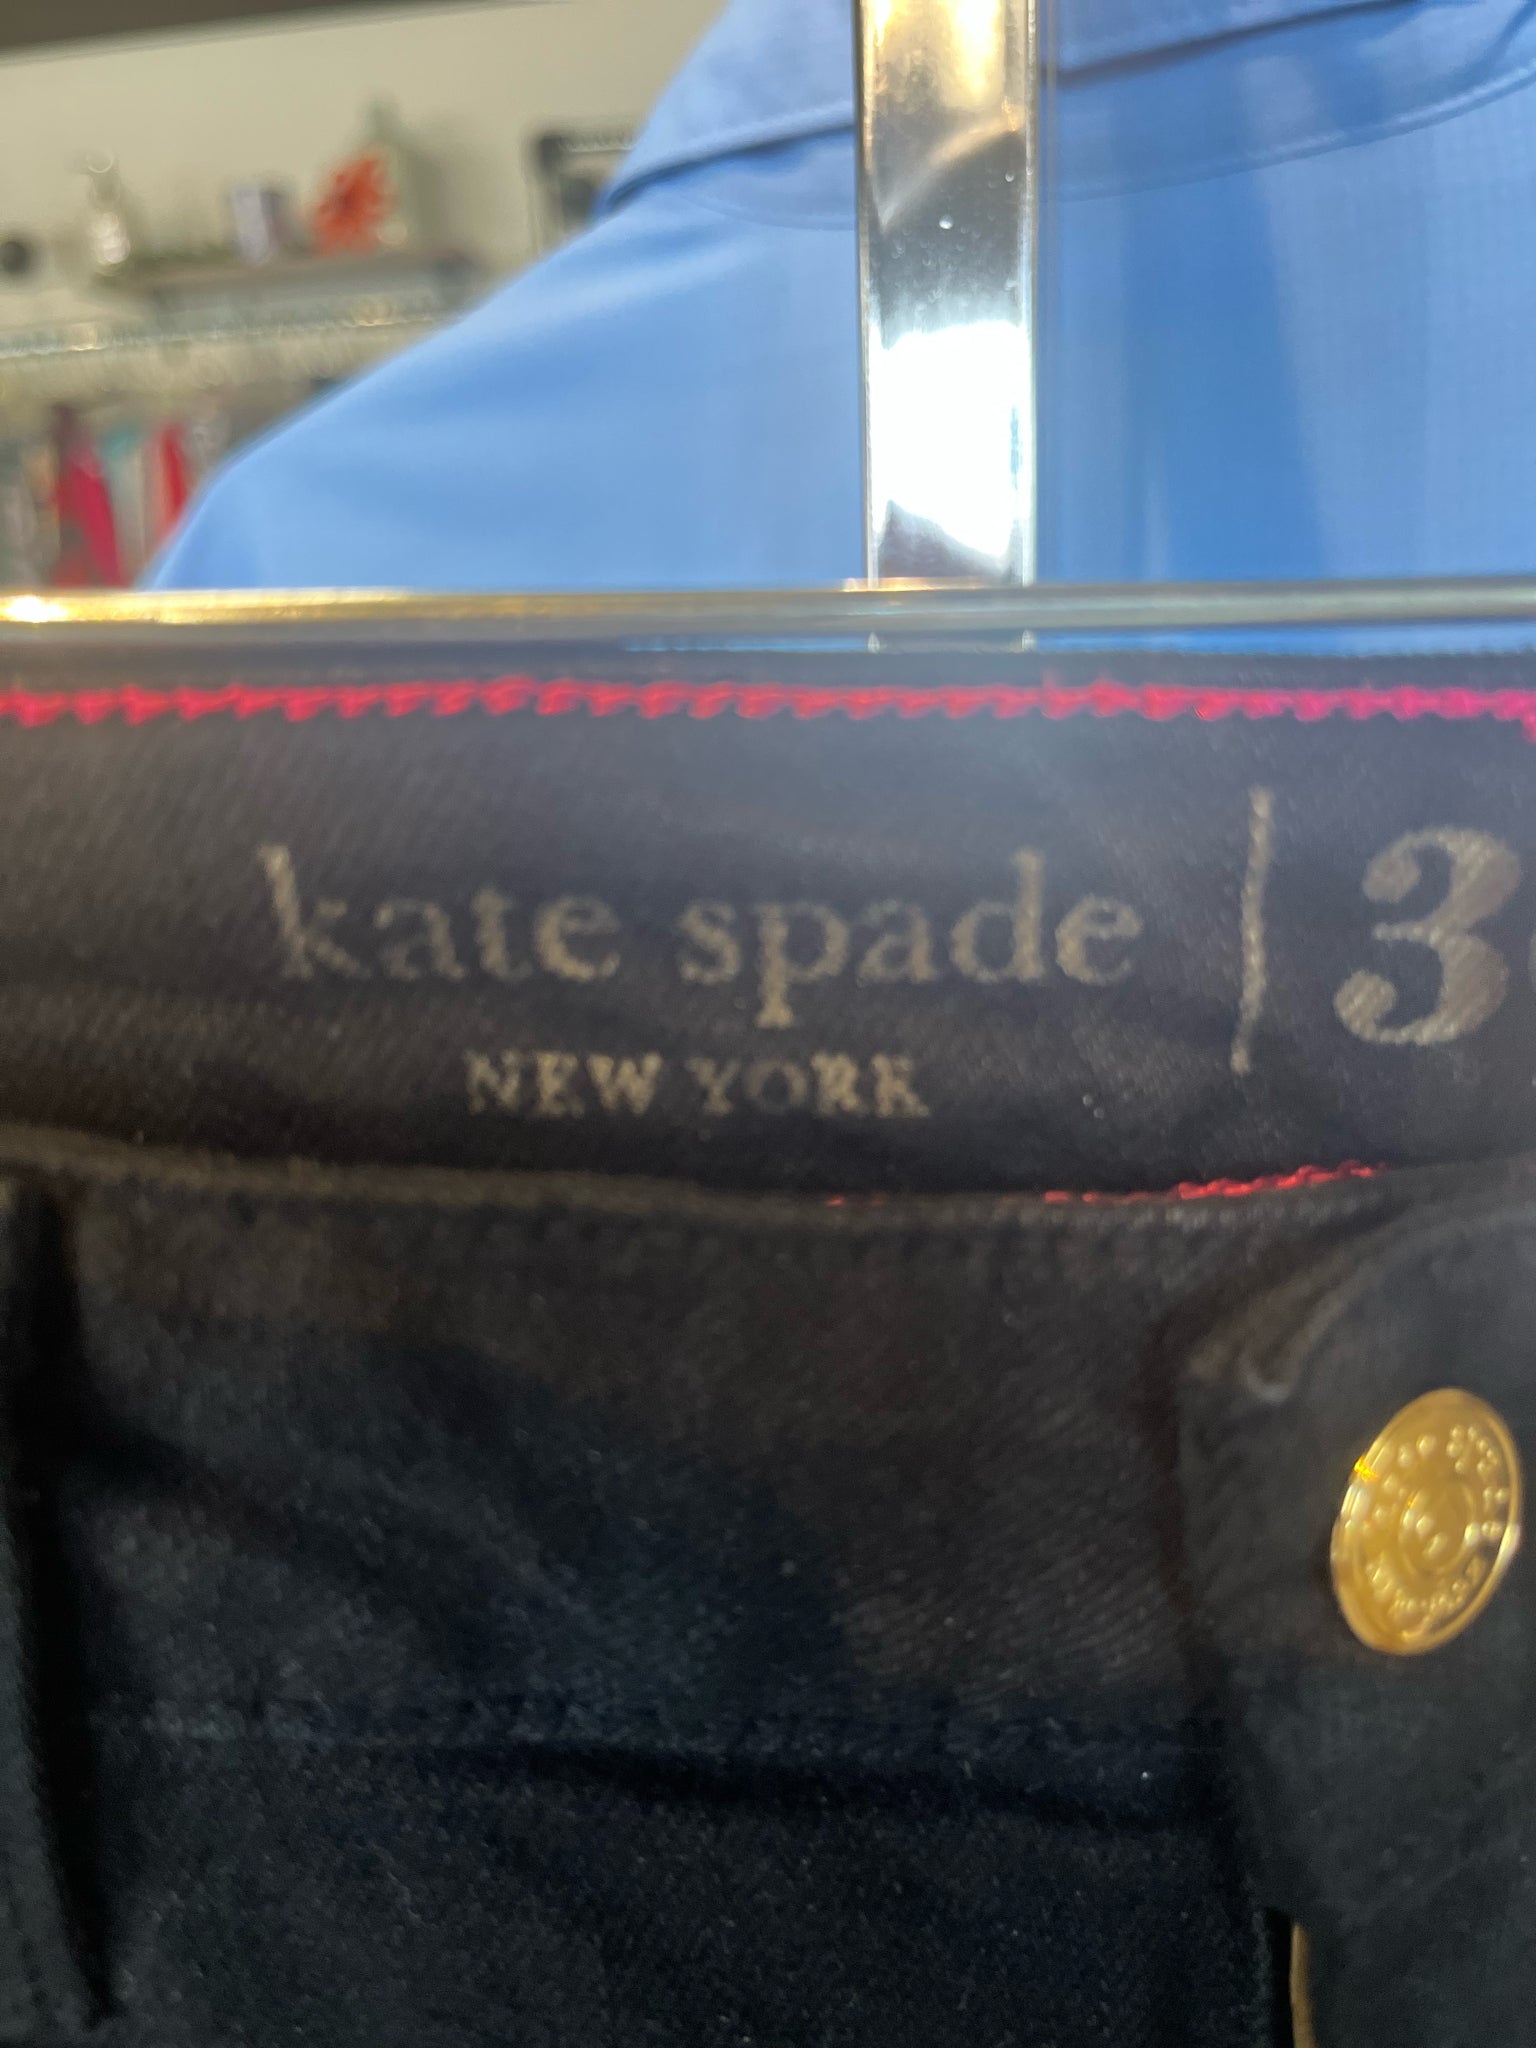 kate spade | 3
NEW YORK